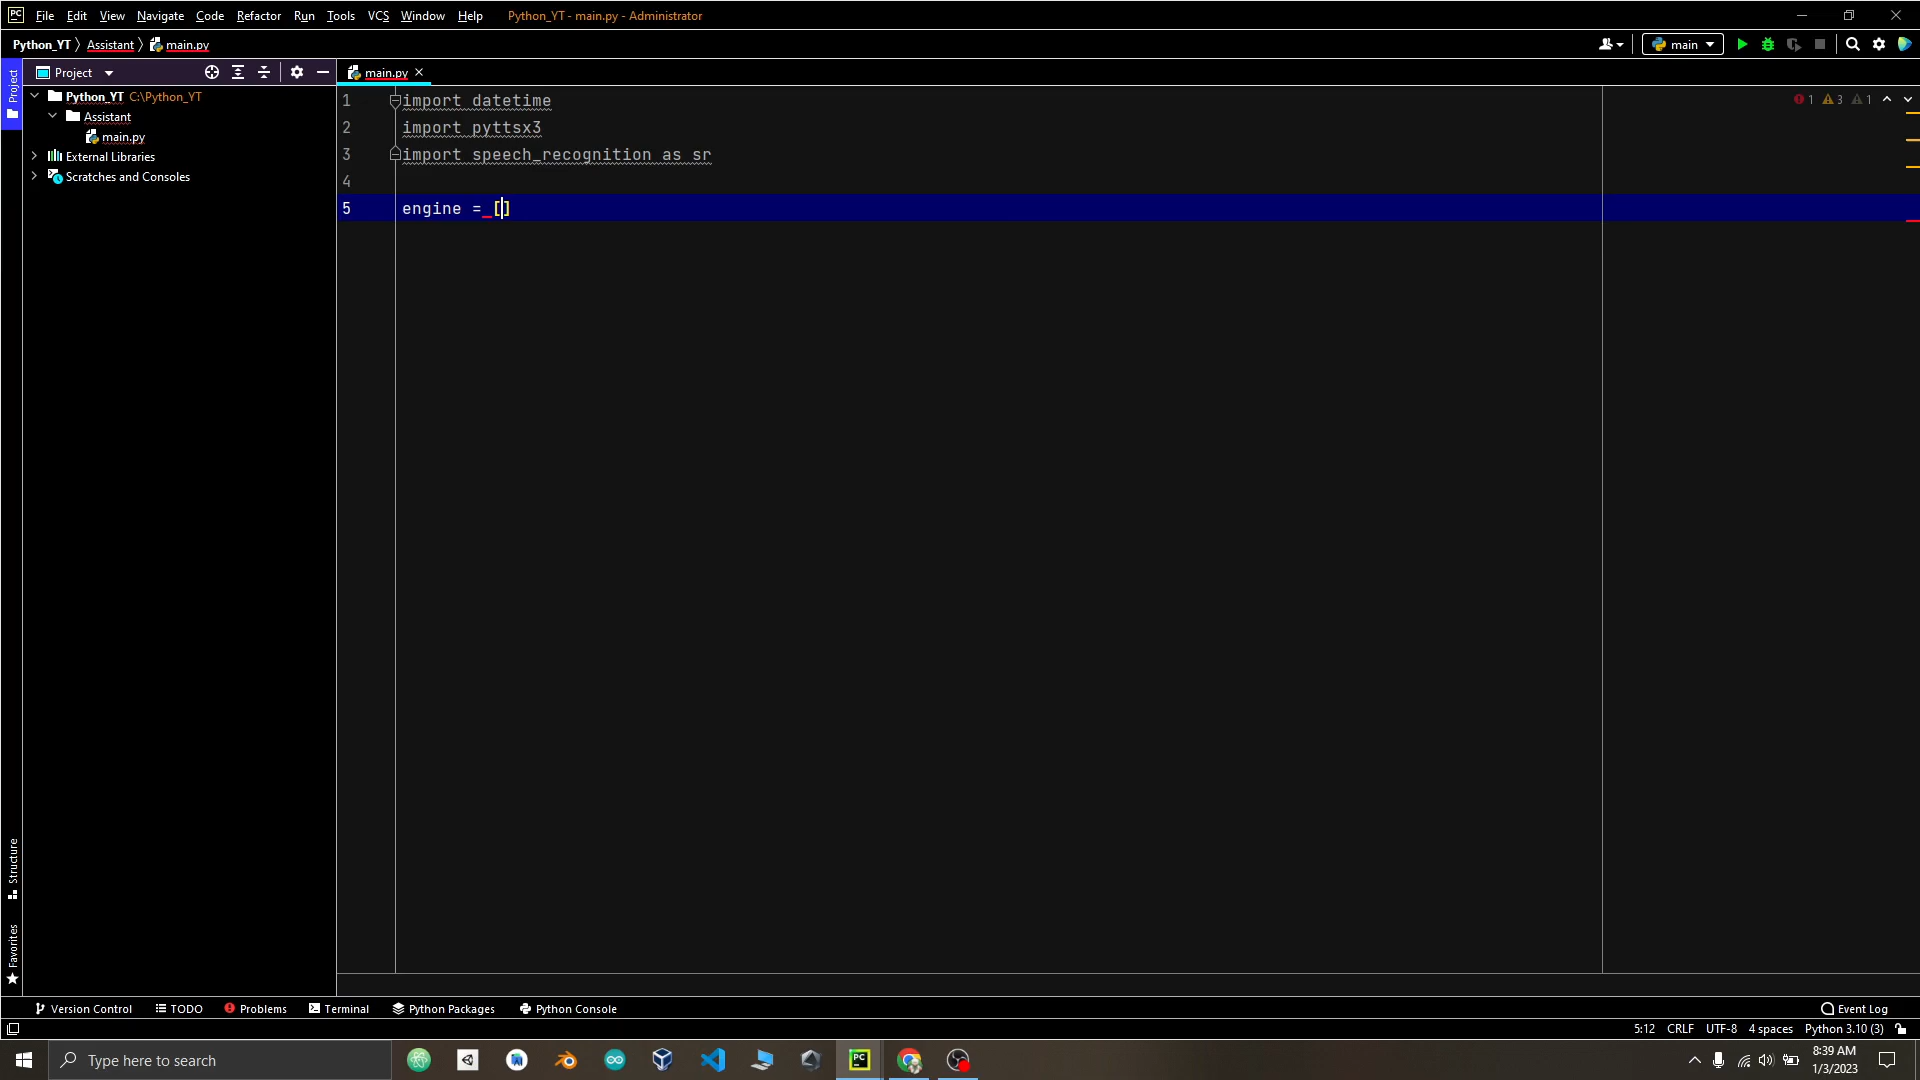 PC File Edit View Navigate Code Refactor Run Tools VCS Window Help Python_YT - main.py - Administrator
Python_YT Assistant main.py main
Project main.py
Project
Python_YT C:\Python_YT
Assistant
main.py
External Libraries
Scratches and Consoles
1 import datetime
2 import pyttsx3
3 import speech_recognition as sr
4
5 engine = []
1 3 1
Structure
Favorites
Version Control TODO Problems Terminal Python Packages Python Console Event Log
5:12 CRLF UTF-8 4 spaces Python 3.10 (3)
Type here to search PC 8:39 AM
1/3/2023